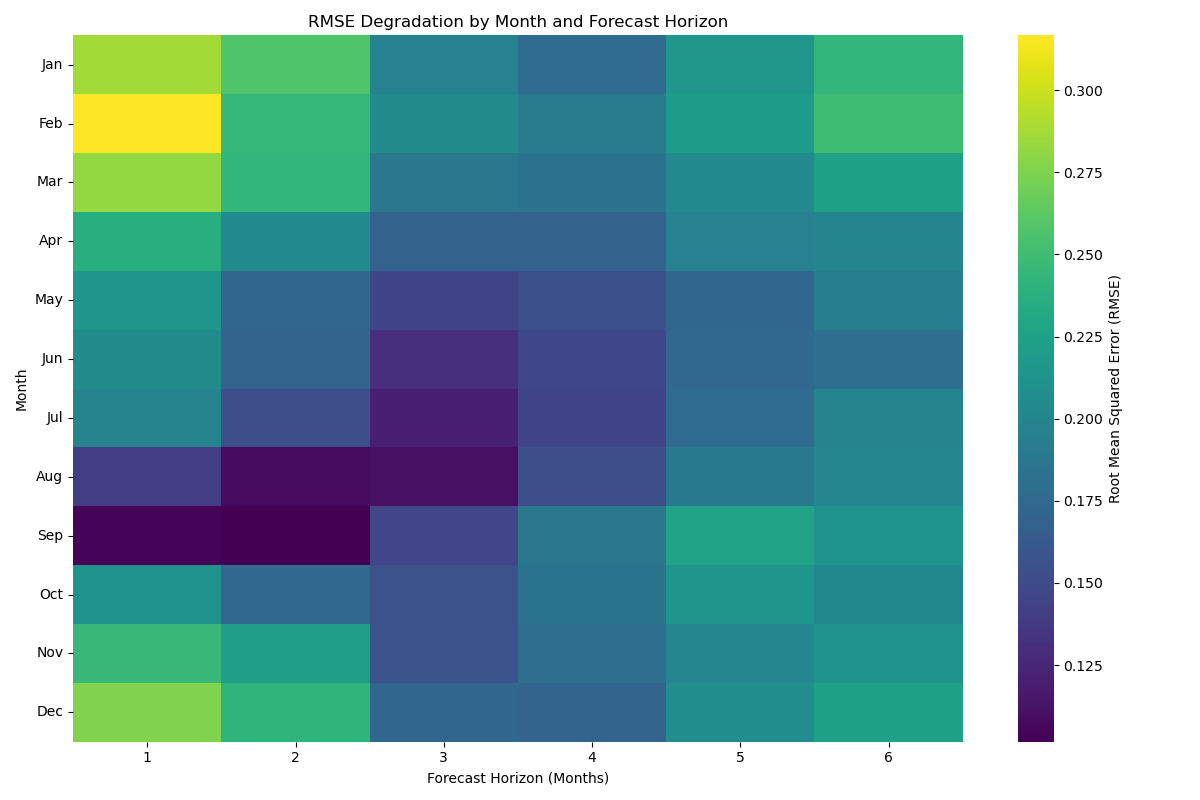 RMSE Degradation by Month and Forecast Horizon
Jan
Feb
Mar
Apr
May
Jun
Jul
Aug
Sep
Oct
Nov
Dec
Month
1 2 3 4 5 6
Forecast Horizon (Months)
0.300
0.275
0.250
0.225
0.200
0.175
0.150
0.125
Root Mean Squared Error (RMSE)